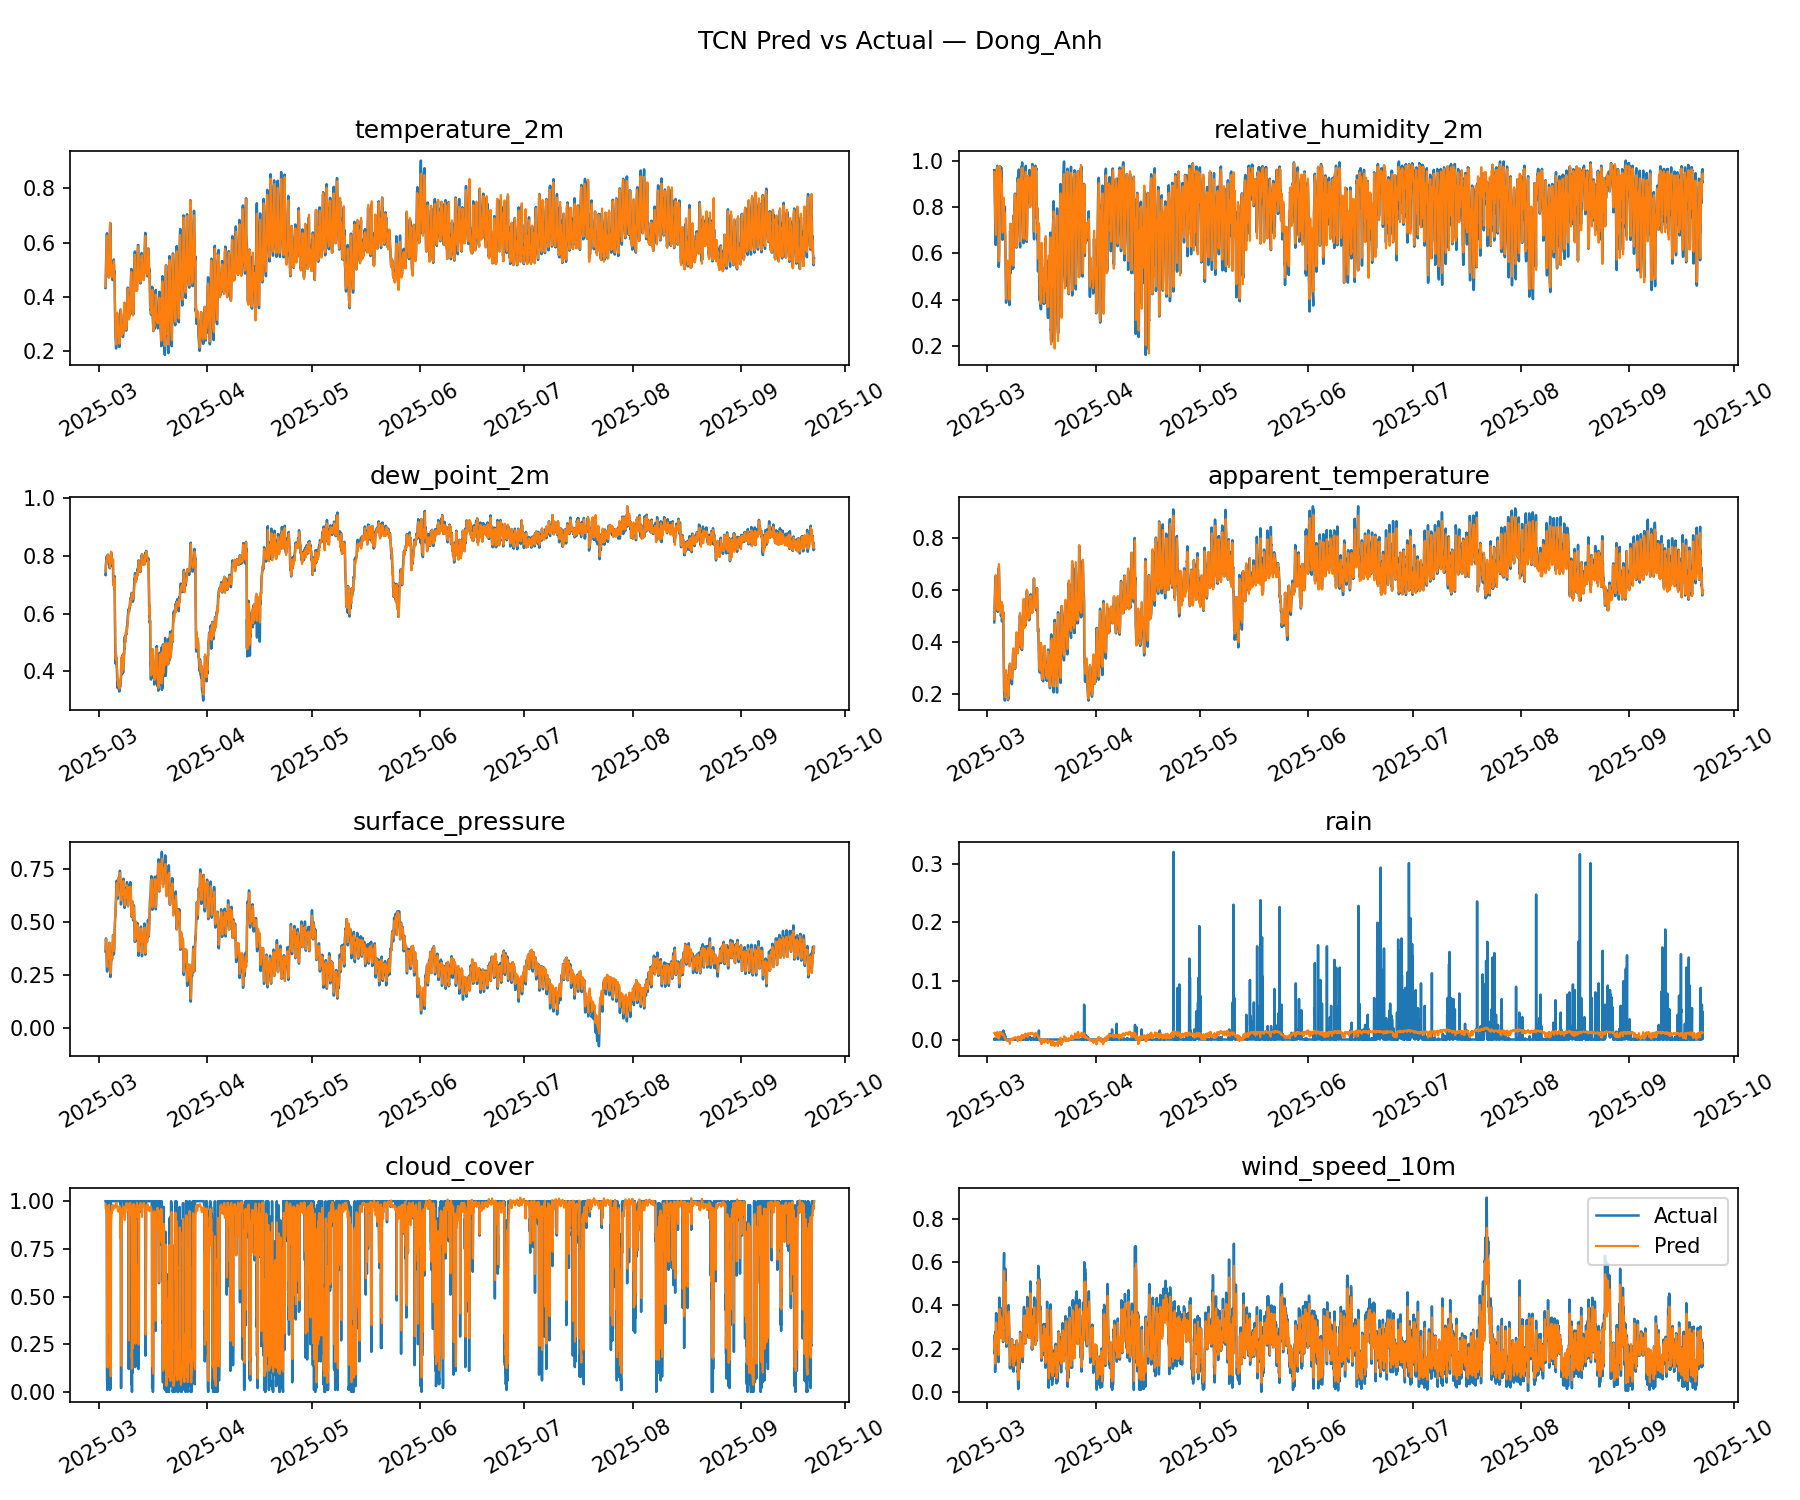 TCN Pred vs Actual — Dong_Anh
temperature_2m
0.8
0.6
0.4
0.2
2025-03 2025-04 2025-05 2025-06 2025-07 2025-08 2025-09 2025-10
relative_humidity_2m
1.0
0.8
0.6
0.4
0.2
2025-03 2025-04 2025-05 2025-06 2025-07 2025-08 2025-09 2025-10
dew_point_2m
1.0
0.8
0.6
0.4
2025-03 2025-04 2025-05 2025-06 2025-07 2025-08 2025-09 2025-10
apparent_temperature
0.8
0.6
0.4
0.2
2025-03 2025-04 2025-05 2025-06 2025-07 2025-08 2025-09 2025-10
surface_pressure
0.75
0.50
0.25
0.00
2025-03 2025-04 2025-05 2025-06 2025-07 2025-08 2025-09 2025-10
rain
0.3
0.2
0.1
0.0
2025-03 2025-04 2025-05 2025-06 2025-07 2025-08 2025-09 2025-10
cloud_cover
1.00
0.75
0.50
0.25
0.00
2025-03 2025-04 2025-05 2025-06 2025-07 2025-08 2025-09 2025-10
wind_speed_10m
0.8
0.6
0.4
0.2
0.0
Actual
Pred
2025-03 2025-04 2025-05 2025-06 2025-07 2025-08 2025-09 2025-10